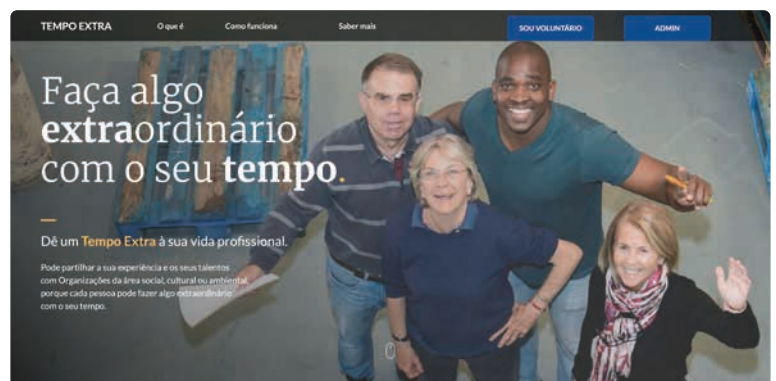 TEMPO EXTRA
O que é
Como funciona
Saber mais
SOU VOLUNTÁRIO
ADMIN
Faça algo
extraordinário
com o seu tempo.
Dê um Tempo Extra à sua vida profissional.
Pode partilhar a sua experiência e os seus talentos
com Organizações da área social, cultural ou ambiental,
porque cada pessoa pode fazer algo extraordinário
com o seu tempo.